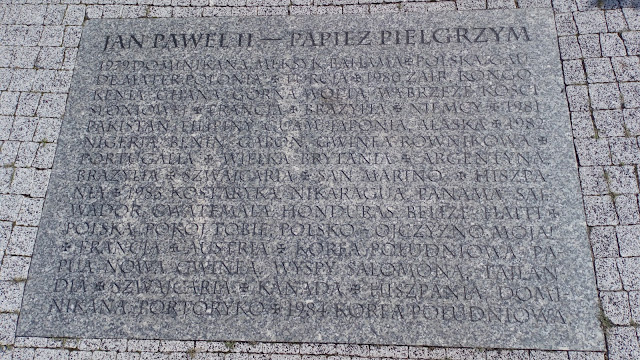 JAN PAWEŁ II — PAPIEŻ PIELGRZYM
1979 DOMINIKANA, MEKSYK, BAHAMA ✠ POLSKA: GAU
DE MATER POLONIA ✠ TURCJA ✠ 1980 ZAIR, KONGO
KENIA, GHANA, GÓRNA WOLTA, WYBRZEŻE KOŚCI
SŁONIOWEJ ✠ FRANCJA ✠ BRAZYLIA ✠ NIEMCY ✠ 1981
PAKISTAN, FILIPINY, GUAM, JAPONIA, ALASKA ✠ 1982
NIGERIA, BENIN, GABON, GWINEA RÓWNIKOWA ✠
PORTUGALIA ✠ WIELKA BRYTANIA ✠ ARGENTYNA,
BRAZYLIA ✠ SZWAJCARIA ✠ SAN MARINO ✠ HISZPA
NIA ✠ 1983 KOSTARYKA, NIKARAGUA, PANAMA, SAL
WADOR, GWATEMALA, HONDURAS, BELIZE, HAITI ✠
POLSKA: POKÓJ TOBIE, POLSKO – OJCZYZNO MOJA!
✠ FRANCJA ✠ AUSTRIA ✠ KOREA POŁUDNIOWA, PA
PUA NOWA GWINEA, WYSPY SALOMONA, TAJLAN
DIA ✠ SZWAJCARIA ✠ KANADA ✠ HISZPANIA, DOMI
NIKANA, PORTORYKO ✠ 1984 KOREA POŁUDNIOWA